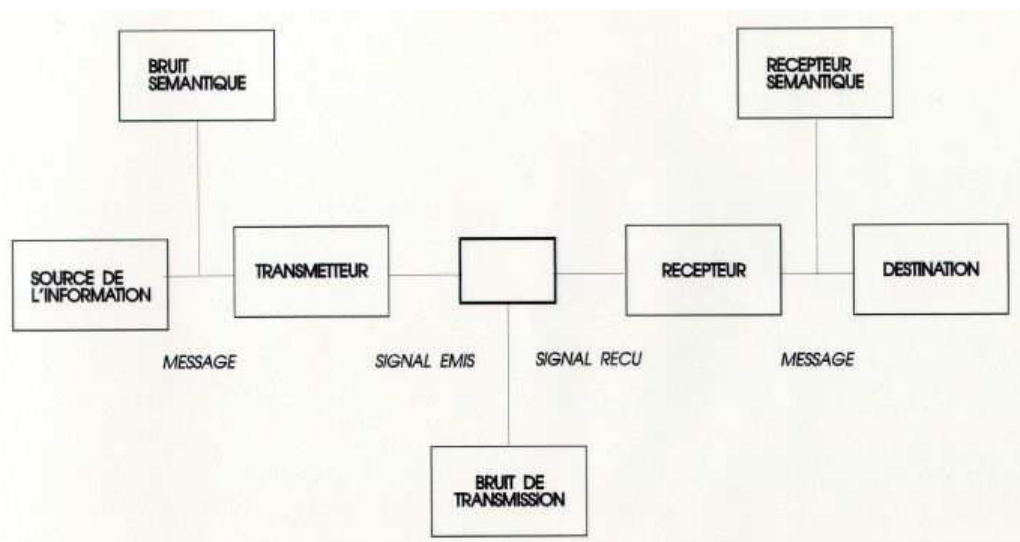 BRUIT
SEMANTIQUE
RECEPTEUR
SEMANTIQUE
SOURCE DE
L'INFORMATION
TRANSMETTEUR
RECEPTEUR
DESTINATION
MESSAGE
SIGNAL EMIS
SIGNAL RECU
MESSAGE
BRUIT DE
TRANSMISSION